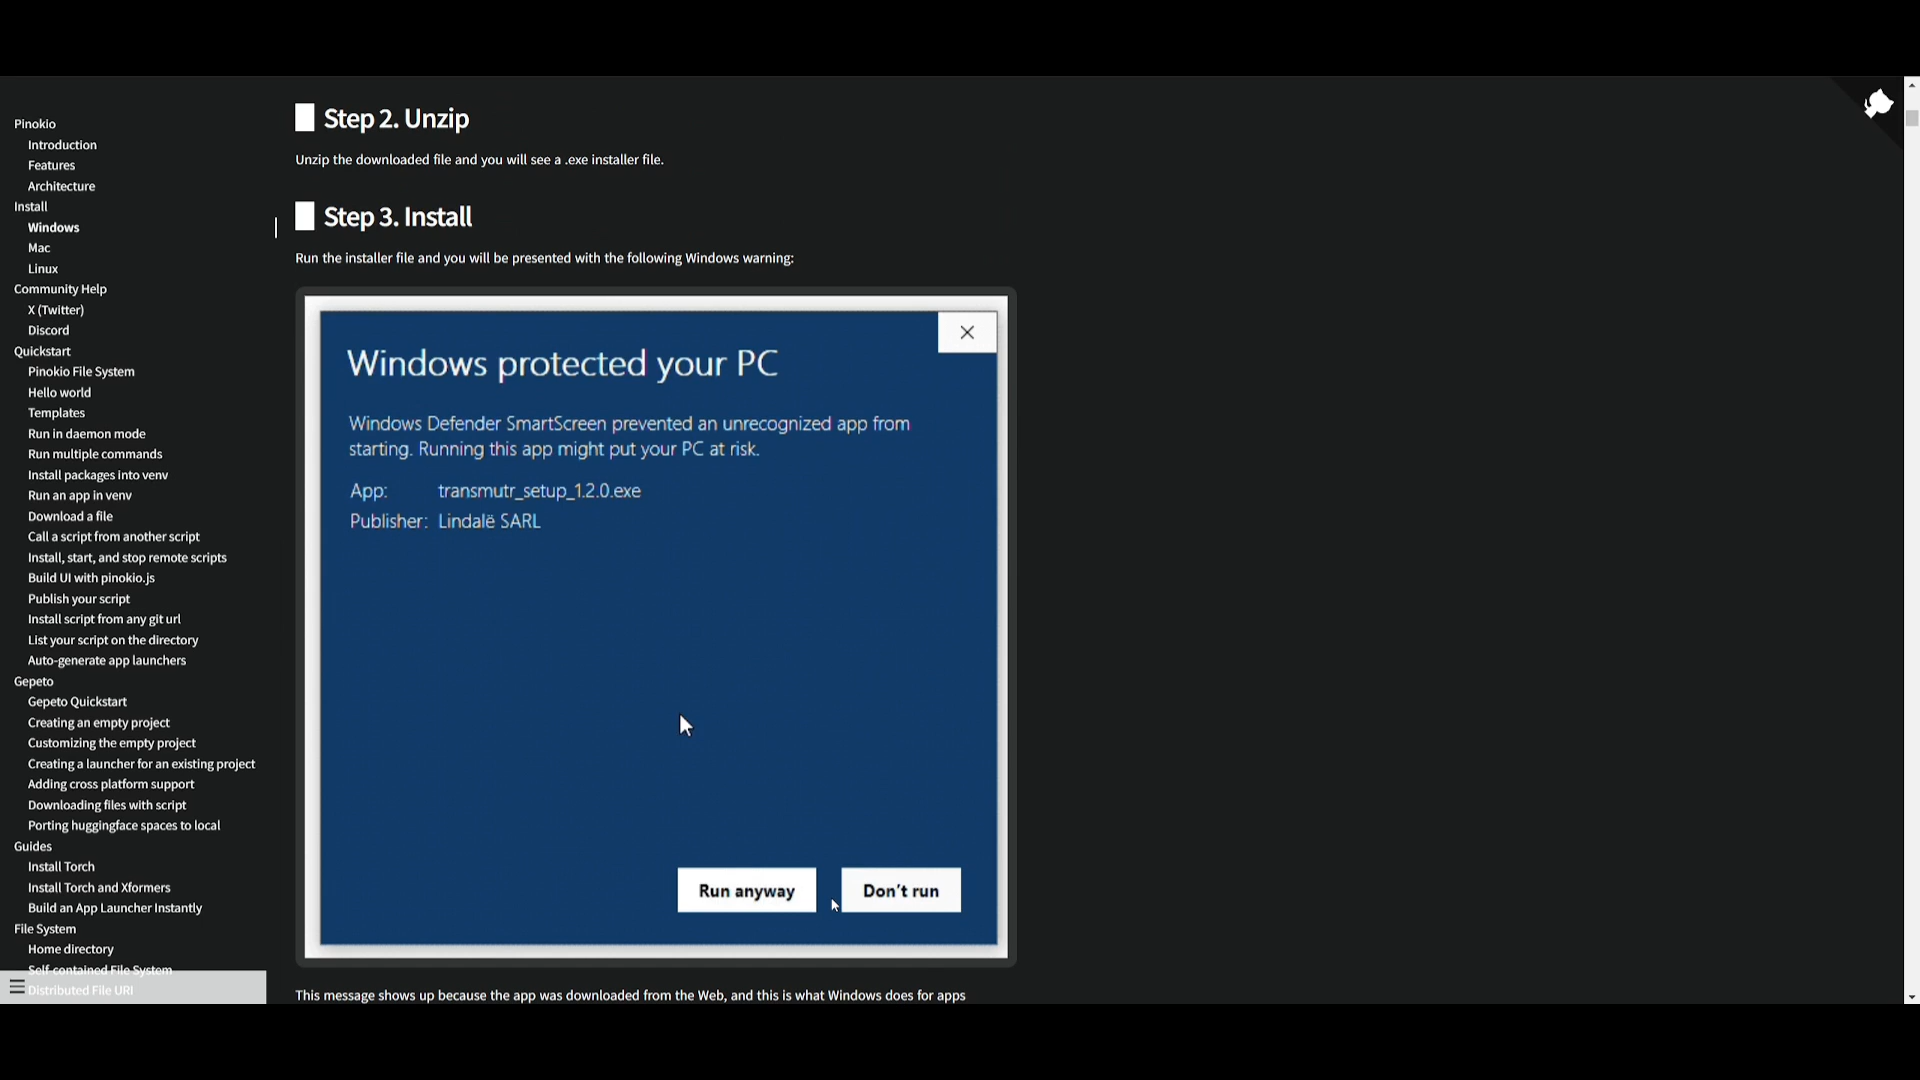 Pinokio
Introduction
Features
Architecture
Install
Windows
Mac
Linux
Community Help
X (Twitter)
Discord
Quickstart
Pinokio File System
Hello world
Templates
Run in daemon mode
Run multiple commands
Install packages into venv
Run an app in venv
Download a file
Call a script from another script
Install, start, and stop remote scripts
Build UI with pinokio.js
Publish your script
Install script from any git url
List your script on the directory
Auto-generate app launchers
Gepeto
Gepeto Quickstart
Creating an empty project
Customizing the empty project
Creating a launcher for an existing project
Adding cross platform support
Downloading files with script
Porting huggingface spaces to local
Guides
Install Torch
Install Torch and Xformers
Build an App Launcher Instantly
File System
Home directory
Self-contained File System
Distributed File URI
Step 2. Unzip
Unzip the downloaded file and you will see a .exe installer file.
Step 3. Install
Run the installer file and you will be presented with the following Windows warning:
Windows protected your PC
Windows Defender SmartScreen prevented an unrecognized app from
starting. Running this app might put your PC at risk.
App: transmutr_setup_1.2.0.exe
Publisher: Lindalë SARL
Run anyway
Don't run
This message shows up because the app was downloaded from the Web, and this is what Windows does for apps